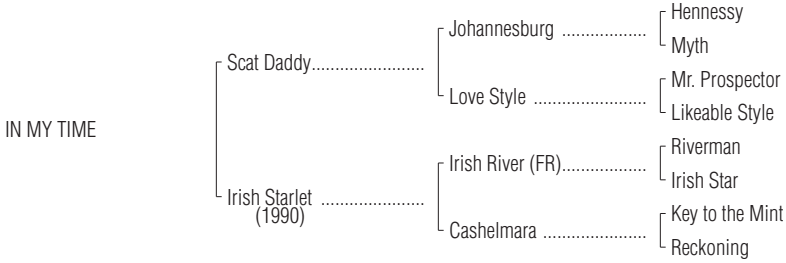 Hennessy
Johannesburg ..................
Myth
Scat Daddy........................
Mr. Prospector
Love Style ........................
Likeable Style
IN MY TIME
Riverman
Irish River (FR)..................
Irish Star
Irish Starlet ......................
(1990)
Key to the Mint
Cashelmara ......................
Reckoning